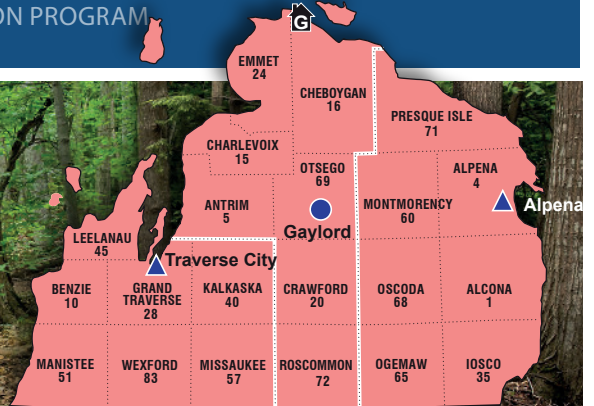 ON PROGRAM
G
EMMET
24
CHEBOYGAN
16
PRESQUE ISLE
71
CHARLEVOIX
15
OTSEGO
69
ALPENA
4
ANTRIM
5
MONTMORENCY
60
Alpena
Gaylord
LEELANAU
45
Traverse City
BENZIE
10
GRAND
TRAVERSE
28
KALKASKA
40
CRAWFORD
20
OSCODA
68
ALCONA
1
MANISTEE
51
WEXFORD
83
MISSAUKEE
57
ROSCOMMON
72
OGEMAW
65
IOSCO
35